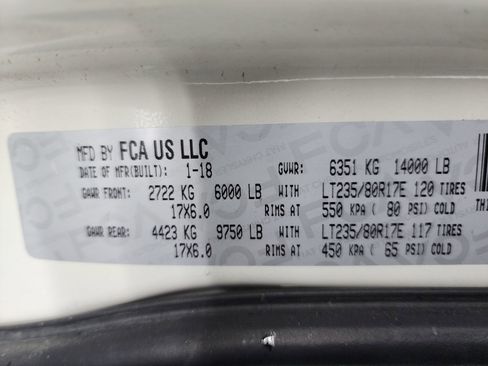 MFD BY FCA US LLC
DATE OF MFR(BUILT): 1-18 GVWR: 6351 KG 14000 LB
GAWR FRONT: 2722 KG 6000 LB WITH LT235/80R17E 120 TIRES
17X6.0 RIMS AT 550 KPA ( 80 PSI) COLD
GAWR REAR: 4423 KG 9750 LB WITH LT235/80R17E 117 TIRES
17X6.0 RIMS AT 450 KPA ( 65 PSI) COLD